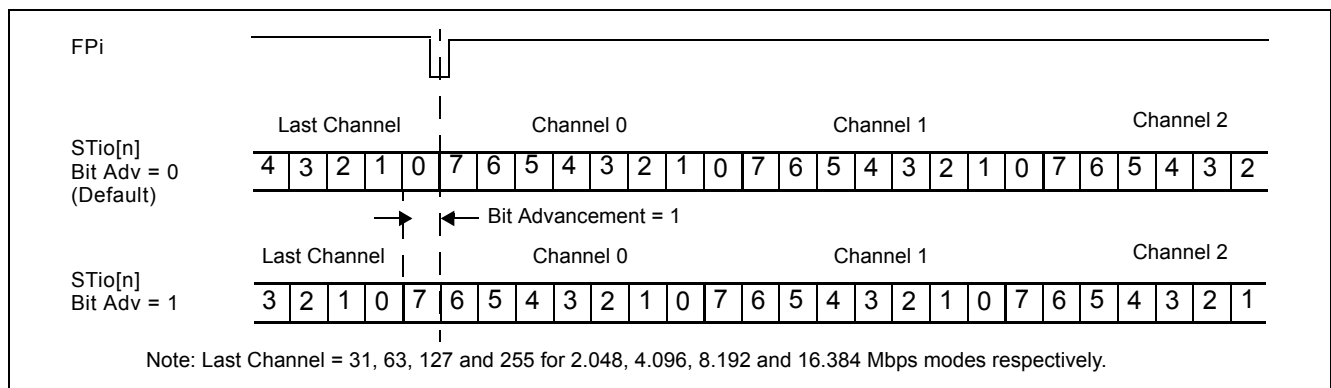 FPi
Last Channel Channel 0 Channel 1 Channel 2
STio[n]
Bit Adv = 0
(Default)
4 3 2 1 0 7 6 5 4 3 2 1 0 7 6 5 4 3 2 1 0 7 6 5 4 3 2
Bit Advancement = 1
Last Channel Channel 0 Channel 1 Channel 2
STio[n]
Bit Adv = 1
3 2 1 0 7 6 5 4 3 2 1 0 7 6 5 4 3 2 1 0 7 6 5 4 3 2 1
Note: Last Channel = 31, 63, 127 and 255 for 2.048, 4.096, 8.192 and 16.384 Mbps modes respectively.